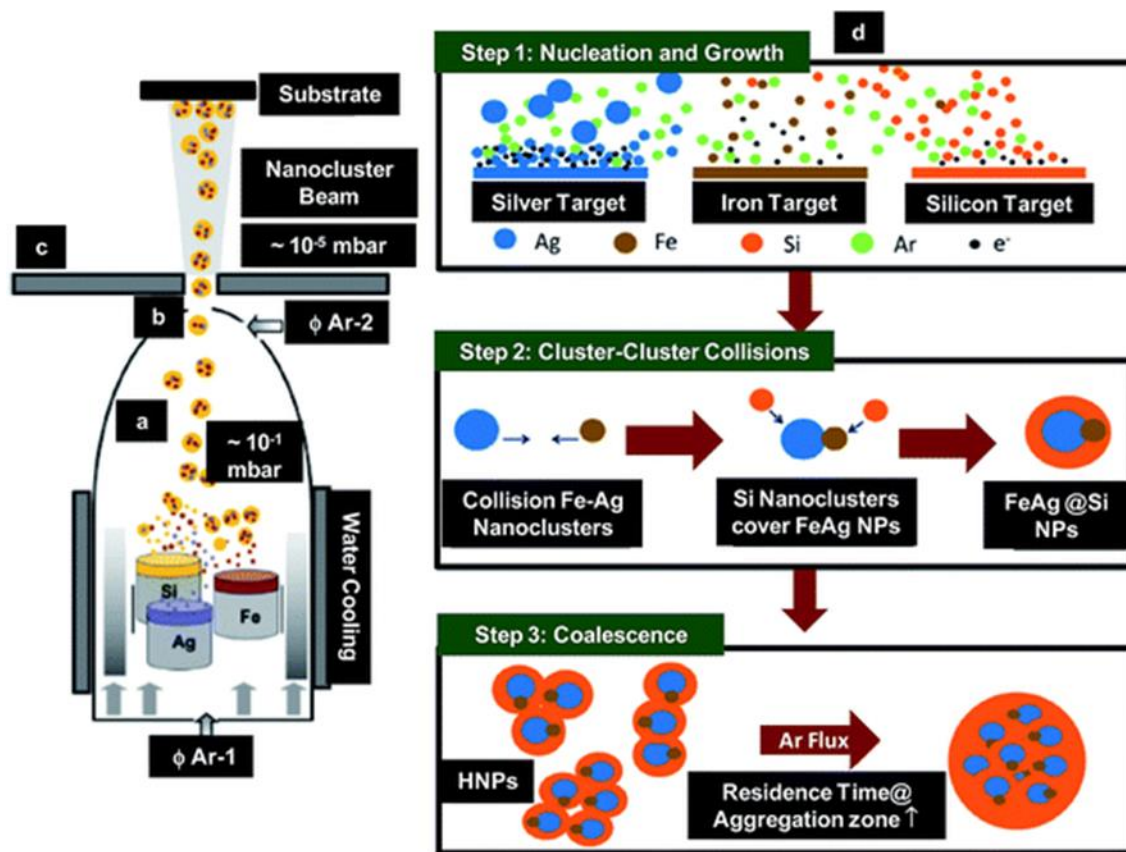 Substrate
Nanocluster
Beam
~ 10⁻⁵ mbar
c
b
ϕ Ar-2
a
~ 10⁻¹
mbar
Si
Fe
Ag
Water Cooling
ϕ Ar-1
d
Step 1: Nucleation and Growth
Silver Target
Iron Target
Silicon Target
Ag
Fe
Si
Ar
e⁻
Step 2: Cluster-Cluster Collisions
Collision Fe-Ag
Nanoclusters
Si Nanoclusters
cover FeAg NPs
FeAg @Si
NPs
Step 3: Coalescence
HNPs
Ar Flux
Residence Time@
Aggregation zone ↑